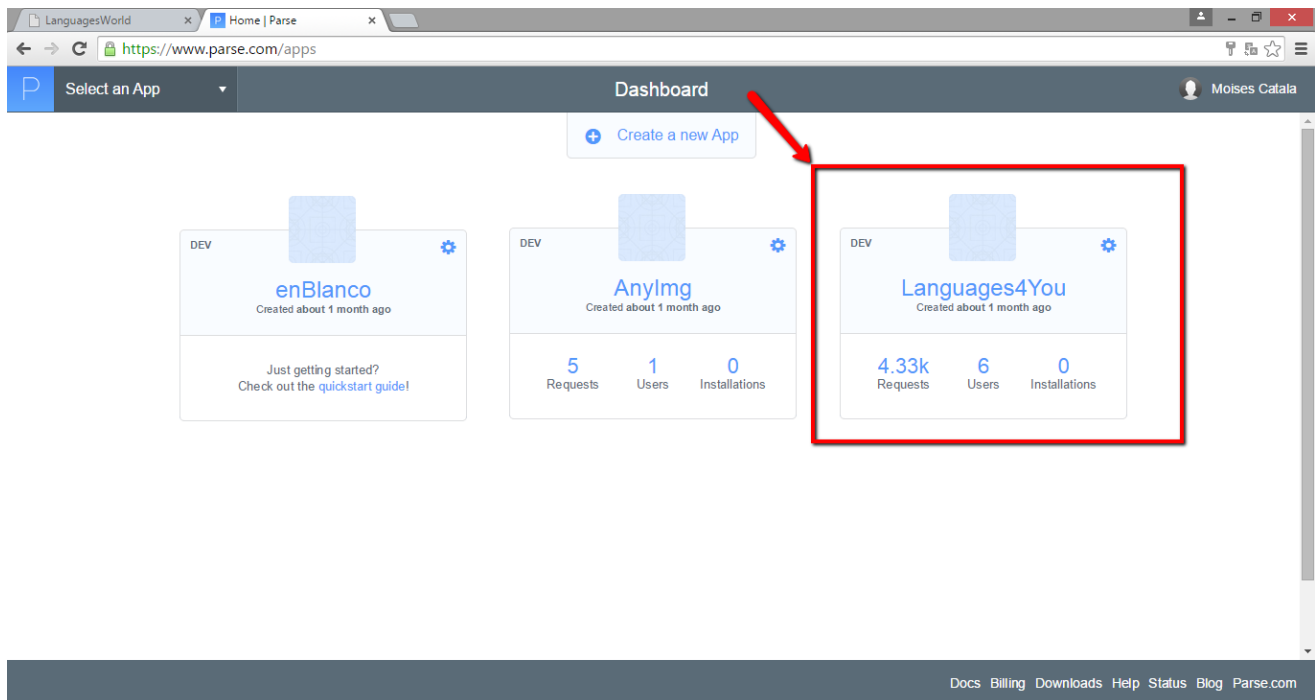 LanguagesWorld
P Home | Parse
https://www.parse.com/apps
P Select an App Dashboard Moises Catala
Create a new App
DEV
enBlanco
Created about 1 month ago
Just getting started?
Check out the quickstart guide!
DEV
AnyImg
Created about 1 month ago
5 1 0
Requests Users Installations
DEV
Languages4You
Created about 1 month ago
4.33k 6 0
Requests Users Installations
Docs Billing Downloads Help Status Blog Parse.com